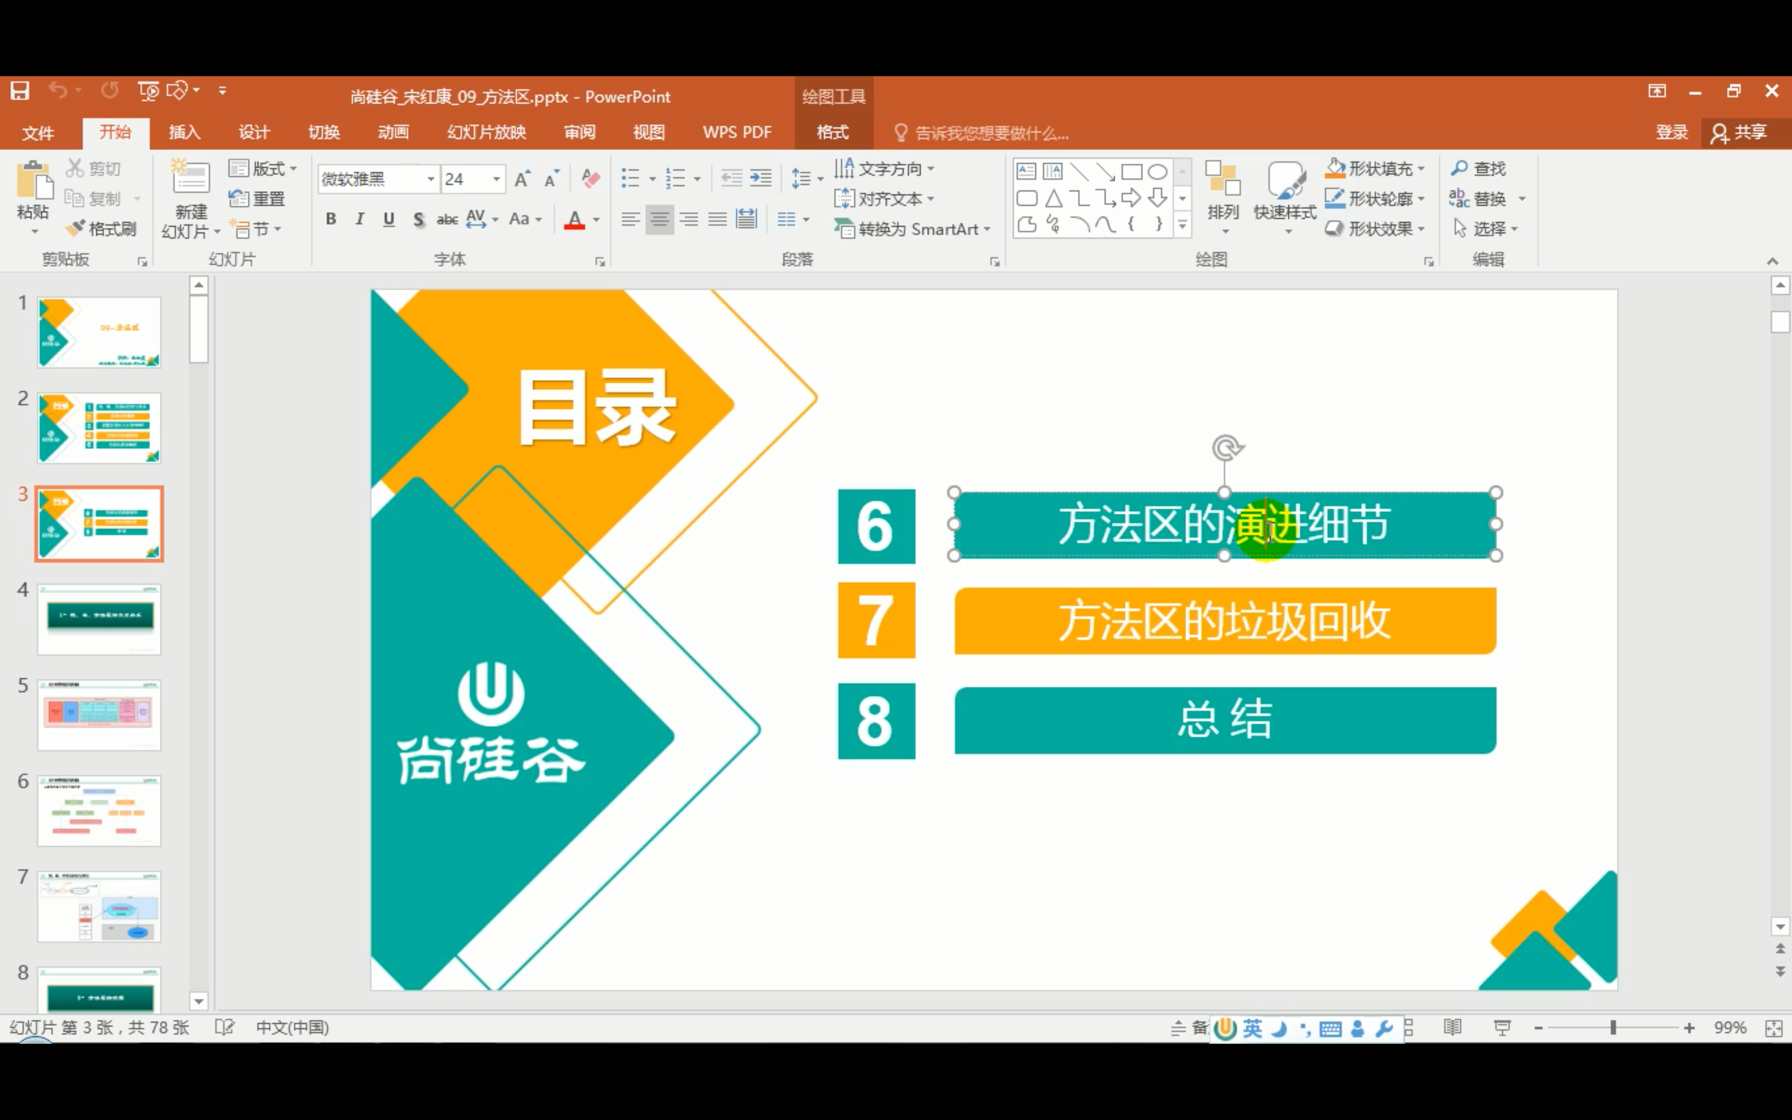 尚硅谷_宋红康_09_方法区.pptx - PowerPoint
绘图工具
文件 开始 插入 设计 切换 动画 幻灯片放映 审阅 视图 WPS PDF 格式 告诉我您想要做什么... 登录 共享
粘贴 剪切 复制 格式刷
新建幻灯片 版式 重置 节
微软雅黑 24
B I U S abc AV Aa A
文字方向 对齐文本 转换为 SmartArt
排列 快速样式 形状填充 形状轮廓 形状效果
查找 替换 选择
剪贴板 幻灯片 字体 段落 绘图 编辑
1
2
3
4
5
6
7
8
目录
尚硅谷
6 方法区的演进细节
7 方法区的垃圾回收
8 总结
幻灯片 第 3 张，共 78 张 中文(中国) 备 英 99%